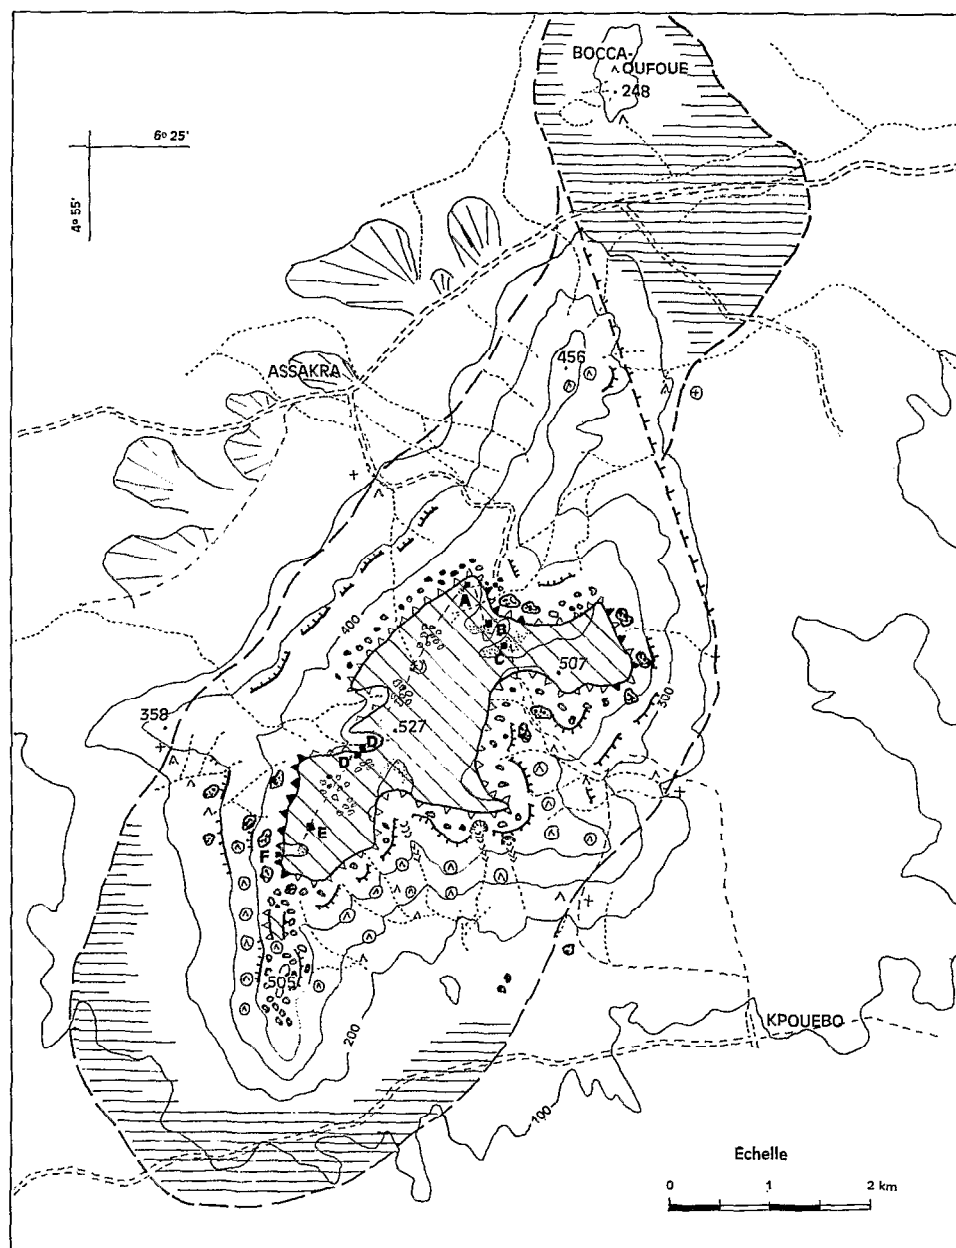 BOCCA-
OUFOUE
248
6° 25'
4° 55'
456
ASSAKRA
400
A
B
C
507
300
358
527
D
D'
E
F
505
200
KPOUEBO
100
Echelle
0 1 2 km